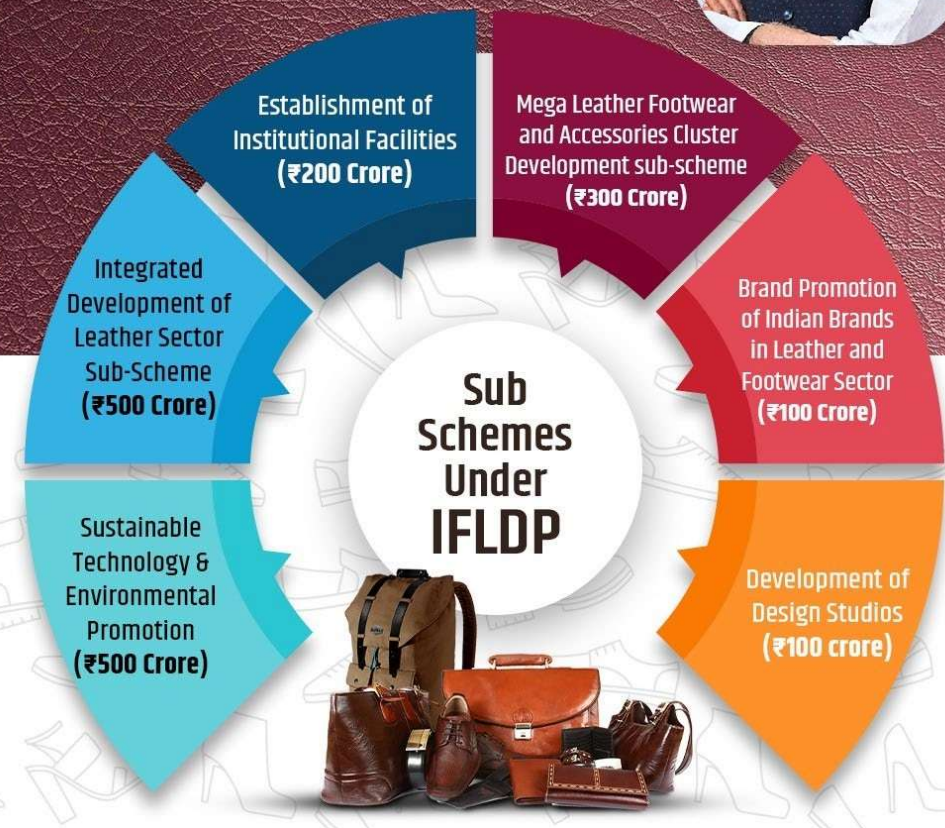 Establishment of
Institutional Facilities
(₹200 Crore)
Mega Leather Footwear
and Accessories Cluster
Development sub-scheme
(₹300 Crore)
Integrated
Development of
Leather Sector
Sub-Scheme
(₹500 Crore)
Brand Promotion
of Indian Brands
in Leather and
Footwear Sector
(₹100 Crore)
Sub
Schemes
Under
IFLDP
Sustainable
Technology &
Environmental
Promotion
(₹500 Crore)
Development of
Design Studios
(₹100 crore)